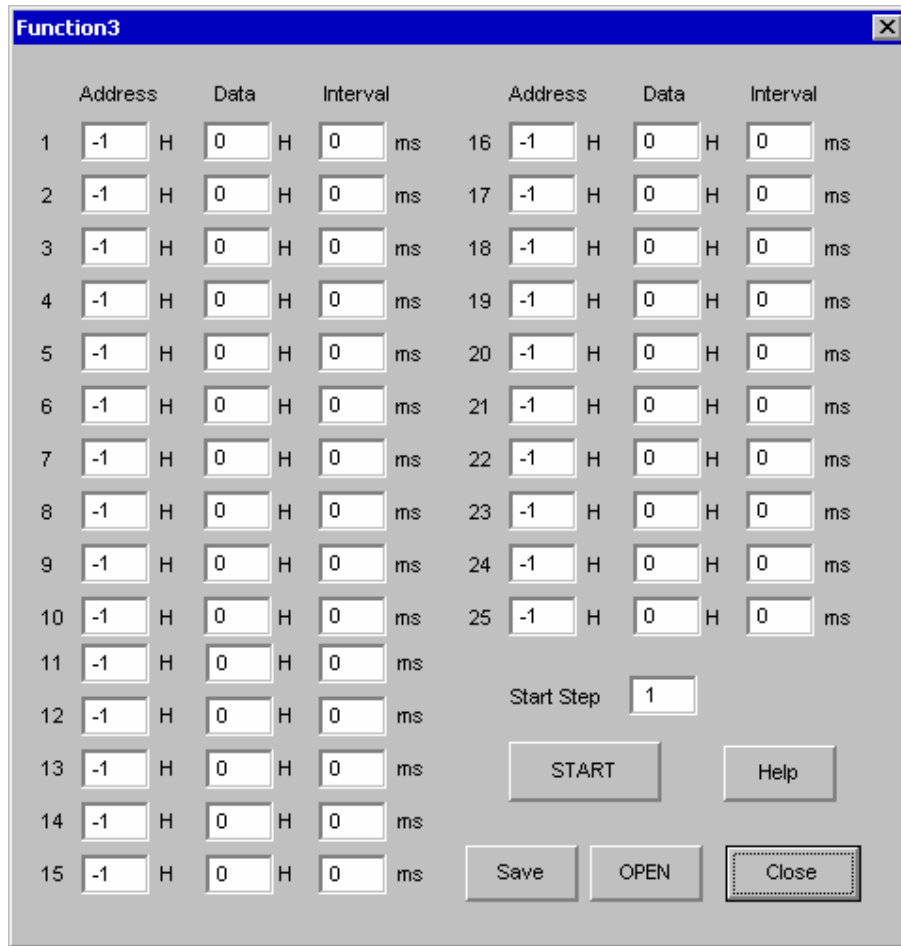 Function3
Address Data Interval Address Data Interval
1 -1 H 0 H 0 ms 16 -1 H 0 H 0 ms
2 -1 H 0 H 0 ms 17 -1 H 0 H 0 ms
3 -1 H 0 H 0 ms 18 -1 H 0 H 0 ms
4 -1 H 0 H 0 ms 19 -1 H 0 H 0 ms
5 -1 H 0 H 0 ms 20 -1 H 0 H 0 ms
6 -1 H 0 H 0 ms 21 -1 H 0 H 0 ms
7 -1 H 0 H 0 ms 22 -1 H 0 H 0 ms
8 -1 H 0 H 0 ms 23 -1 H 0 H 0 ms
9 -1 H 0 H 0 ms 24 -1 H 0 H 0 ms
10 -1 H 0 H 0 ms 25 -1 H 0 H 0 ms
11 -1 H 0 H 0 ms
12 -1 H 0 H 0 ms
13 -1 H 0 H 0 ms
14 -1 H 0 H 0 ms
15 -1 H 0 H 0 ms
Start Step 1
START Help
Save OPEN Close